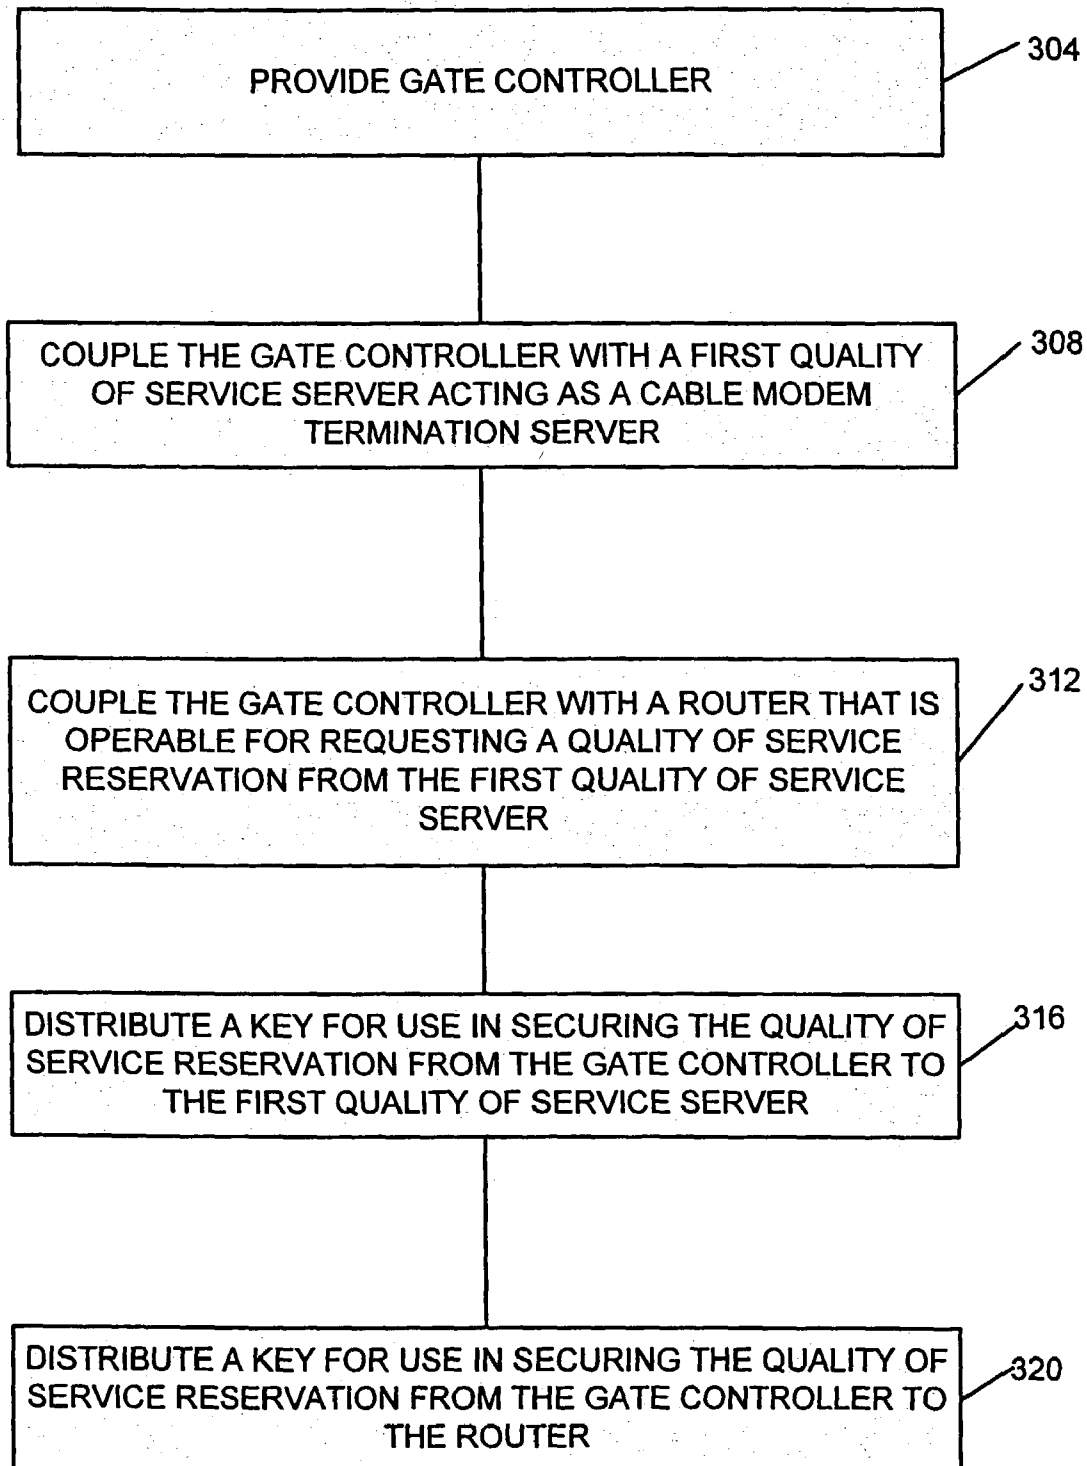 PROVIDE GATE CONTROLLER
304
COUPLE THE GATE CONTROLLER WITH A FIRST QUALITY
OF SERVICE SERVER ACTING AS A CABLE MODEM
TERMINATION SERVER
308
COUPLE THE GATE CONTROLLER WITH A ROUTER THAT IS
OPERABLE FOR REQUESTING A QUALITY OF SERVICE
RESERVATION FROM THE FIRST QUALITY OF SERVICE
SERVER
312
DISTRIBUTE A KEY FOR USE IN SECURING THE QUALITY OF
SERVICE RESERVATION FROM THE GATE CONTROLLER TO
THE FIRST QUALITY OF SERVICE SERVER
316
DISTRIBUTE A KEY FOR USE IN SECURING THE QUALITY OF
SERVICE RESERVATION FROM THE GATE CONTROLLER TO
THE ROUTER
320